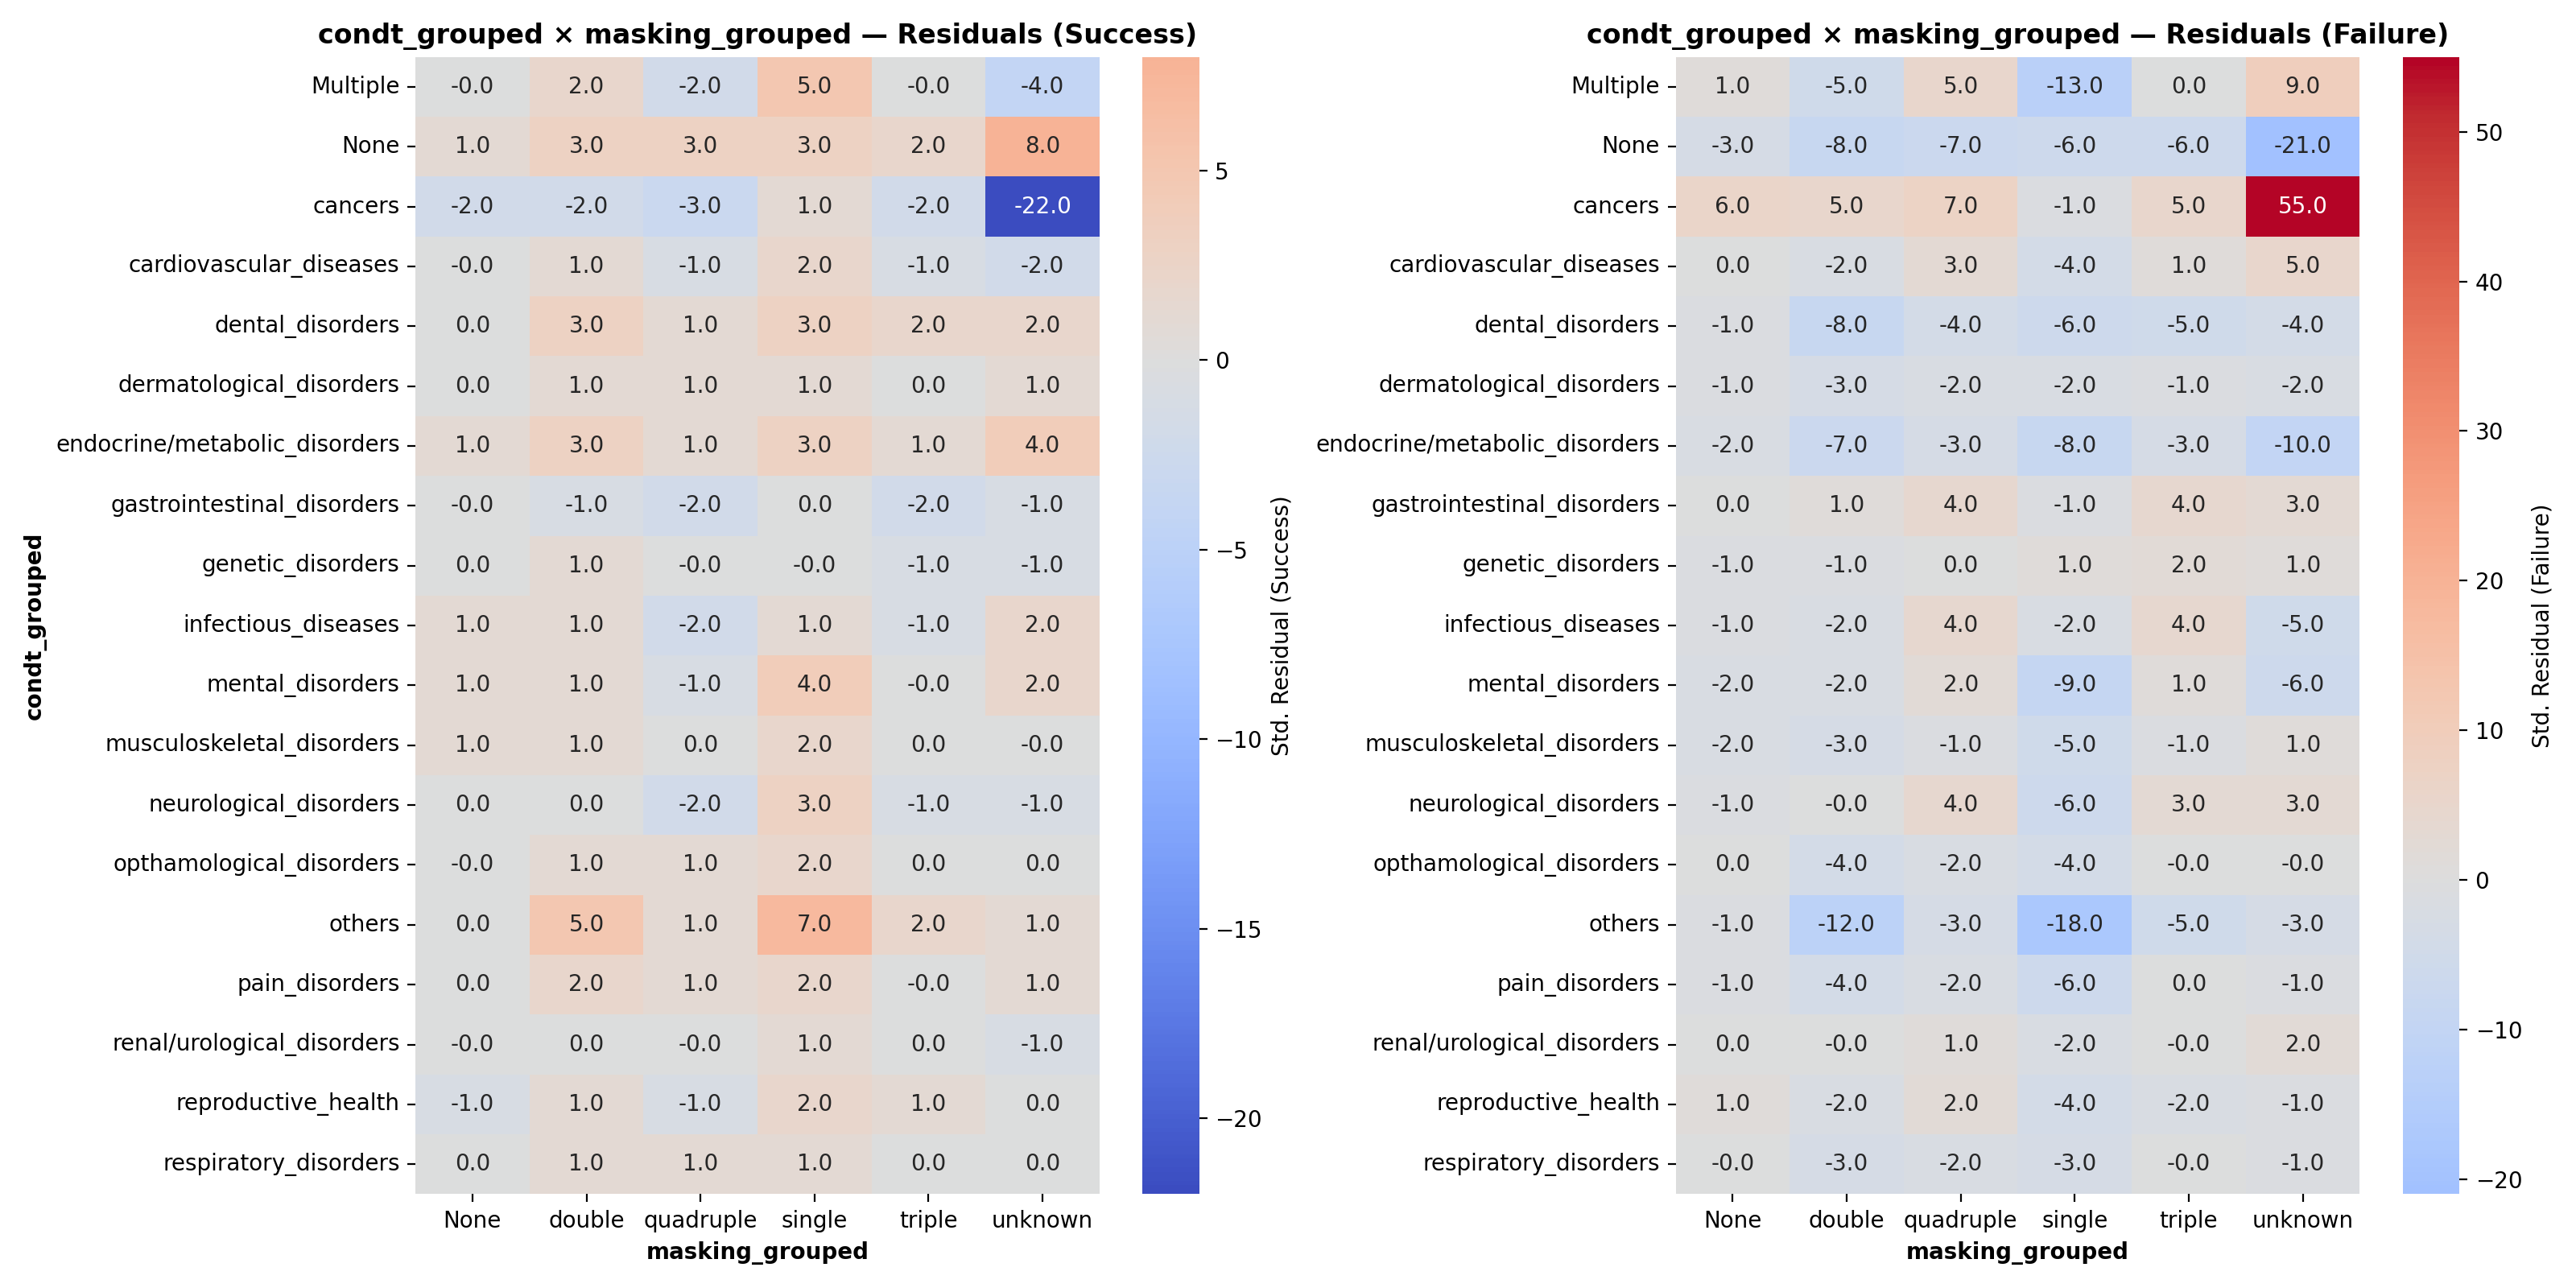 condt_grouped × masking_grouped — Residuals (Success)
Multiple -0.0 2.0 -2.0 5.0 -0.0 -4.0
None 1.0 3.0 3.0 3.0 2.0 8.0
cancers -2.0 -2.0 -3.0 1.0 -2.0 -22.0
cardiovascular_diseases -0.0 1.0 -1.0 2.0 -1.0 -2.0
dental_disorders 0.0 3.0 1.0 3.0 2.0 2.0
dermatological_disorders 0.0 1.0 1.0 1.0 0.0 1.0
endocrine/metabolic_disorders 1.0 3.0 1.0 3.0 1.0 4.0
gastrointestinal_disorders -0.0 -1.0 -2.0 0.0 -2.0 -1.0
genetic_disorders 0.0 1.0 -0.0 -0.0 -1.0 -1.0
infectious_diseases 1.0 1.0 -2.0 1.0 -1.0 2.0
mental_disorders 1.0 1.0 -1.0 4.0 -0.0 2.0
musculoskeletal_disorders 1.0 1.0 0.0 2.0 0.0 -0.0
neurological_disorders 0.0 0.0 -2.0 3.0 -1.0 -1.0
opthamological_disorders -0.0 1.0 1.0 2.0 0.0 0.0
others 0.0 5.0 1.0 7.0 2.0 1.0
pain_disorders 0.0 2.0 1.0 2.0 -0.0 1.0
renal/urological_disorders -0.0 0.0 -0.0 1.0 0.0 -1.0
reproductive_health -1.0 1.0 -1.0 2.0 1.0 0.0
respiratory_disorders 0.0 1.0 1.0 1.0 0.0 0.0
None double quadruple single triple unknown
masking_grouped
condt_grouped
5
0
−5
−10
−15
−20
Std. Residual (Success)
condt_grouped × masking_grouped — Residuals (Failure)
Multiple 1.0 -5.0 5.0 -13.0 0.0 9.0
None -3.0 -8.0 -7.0 -6.0 -6.0 -21.0
cancers 6.0 5.0 7.0 -1.0 5.0 55.0
cardiovascular_diseases 0.0 -2.0 3.0 -4.0 1.0 5.0
dental_disorders -1.0 -8.0 -4.0 -6.0 -5.0 -4.0
dermatological_disorders -1.0 -3.0 -2.0 -2.0 -1.0 -2.0
endocrine/metabolic_disorders -2.0 -7.0 -3.0 -8.0 -3.0 -10.0
gastrointestinal_disorders 0.0 1.0 4.0 -1.0 4.0 3.0
genetic_disorders -1.0 -1.0 0.0 1.0 2.0 1.0
infectious_diseases -1.0 -2.0 4.0 -2.0 4.0 -5.0
mental_disorders -2.0 -2.0 2.0 -9.0 1.0 -6.0
musculoskeletal_disorders -2.0 -3.0 -1.0 -5.0 -1.0 1.0
neurological_disorders -1.0 -0.0 4.0 -6.0 3.0 3.0
opthamological_disorders 0.0 -4.0 -2.0 -4.0 -0.0 -0.0
others -1.0 -12.0 -3.0 -18.0 -5.0 -3.0
pain_disorders -1.0 -4.0 -2.0 -6.0 0.0 -1.0
renal/urological_disorders 0.0 -0.0 1.0 -2.0 -0.0 2.0
reproductive_health 1.0 -2.0 2.0 -4.0 -2.0 -1.0
respiratory_disorders -0.0 -3.0 -2.0 -3.0 -0.0 -1.0
None double quadruple single triple unknown
masking_grouped
50
40
30
20
10
0
−10
−20
Std. Residual (Failure)